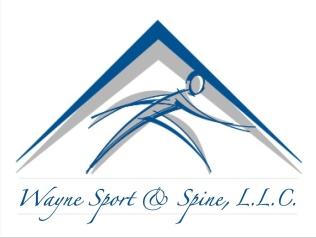 Wayne Sport & Spine, L.L.C.